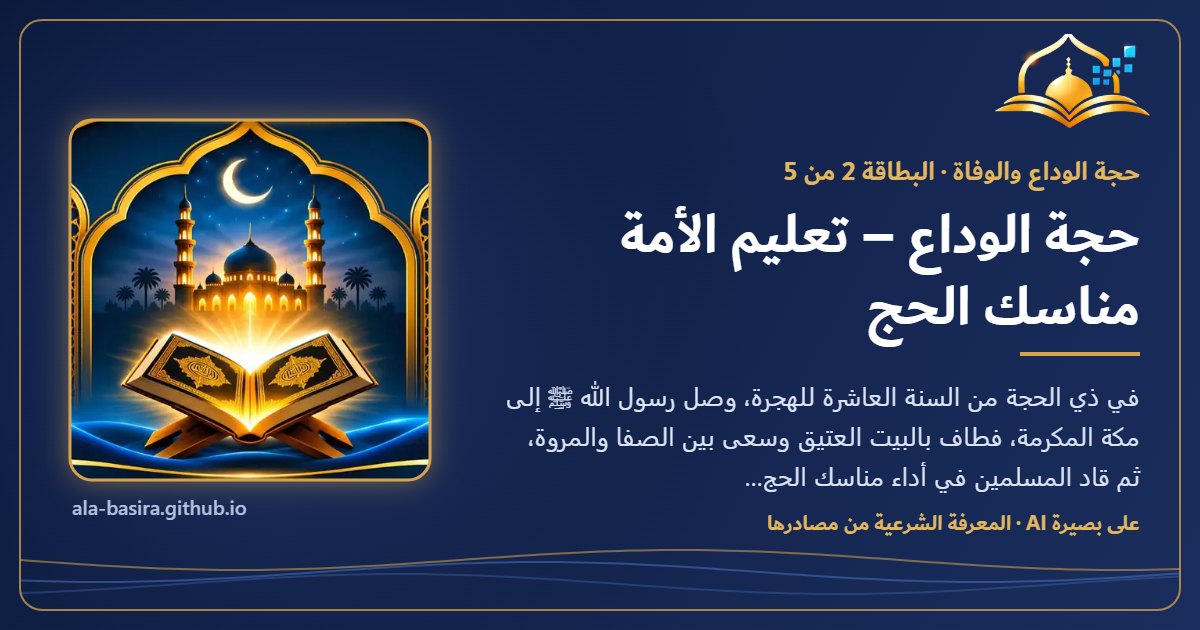 حجة الوداع والوفاة · البطاقة 2 من 5
حجة الوداع – تعليم الأمة
مناسك الحج
في ذي الحجة من السنة العاشرة للهجرة، وصل رسول الله ﷺ إلى
مكة المكرمة، فطاف بالبيت العتيق وسعى بين الصفا والمروة،
ثم قاد المسلمين في أداء مناسك الحج...
على بصيرة AI · المعرفة الشرعية من مصادرها
ala-basira.github.io